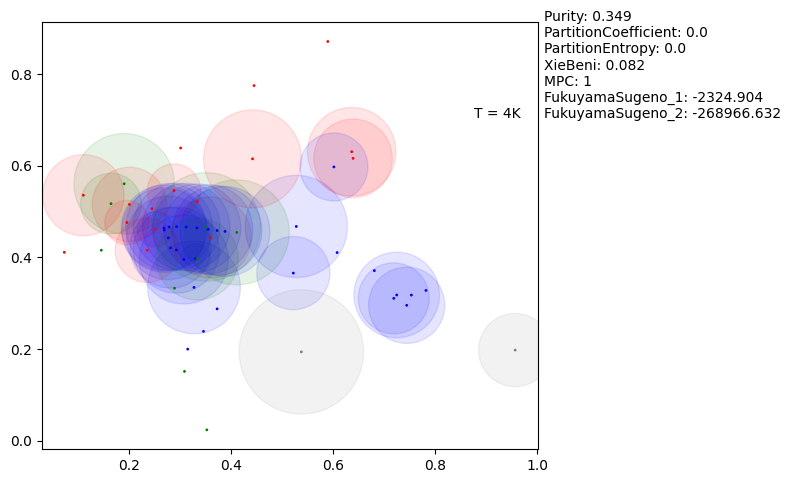 Purity: 0.349
PartitionCoefficient: 0.0
PartitionEntropy: 0.0
XieBeni: 0.082
MPC: 1
FukuyamaSugeno_1: -2324.904
FukuyamaSugeno_2: -268966.632
T = 4K
0.8
0.6
0.4
0.2
0.0
0.2 0.4 0.6 0.8 1.0